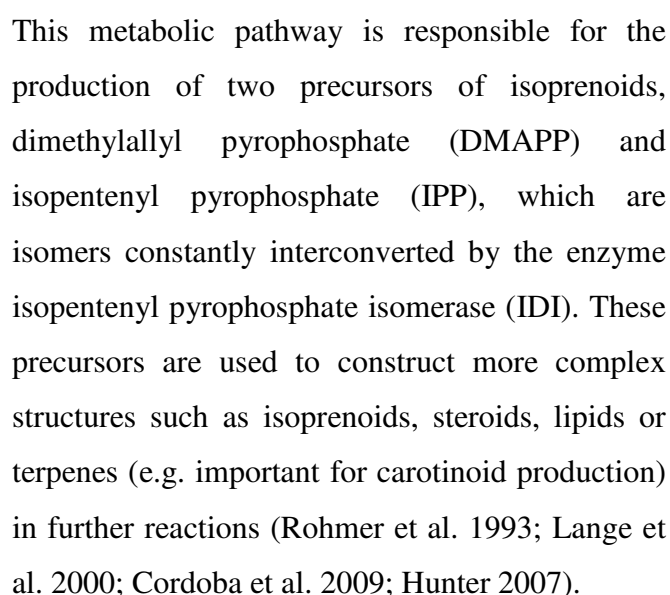 This metabolic pathway is responsible for the
production of two precursors of isoprenoids,
dimethylallyl pyrophosphate (DMAPP) and
isopentenyl pyrophosphate (IPP), which are
isomers constantly interconverted by the enzyme
isopentenyl pyrophosphate isomerase (IDI). These
precursors are used to construct more complex
structures such as isoprenoids, steroids, lipids or
terpenes (e.g. important for carotinoid production)
in further reactions (Rohmer et al. 1993; Lange et
al. 2000; Cordoba et al. 2009; Hunter 2007).